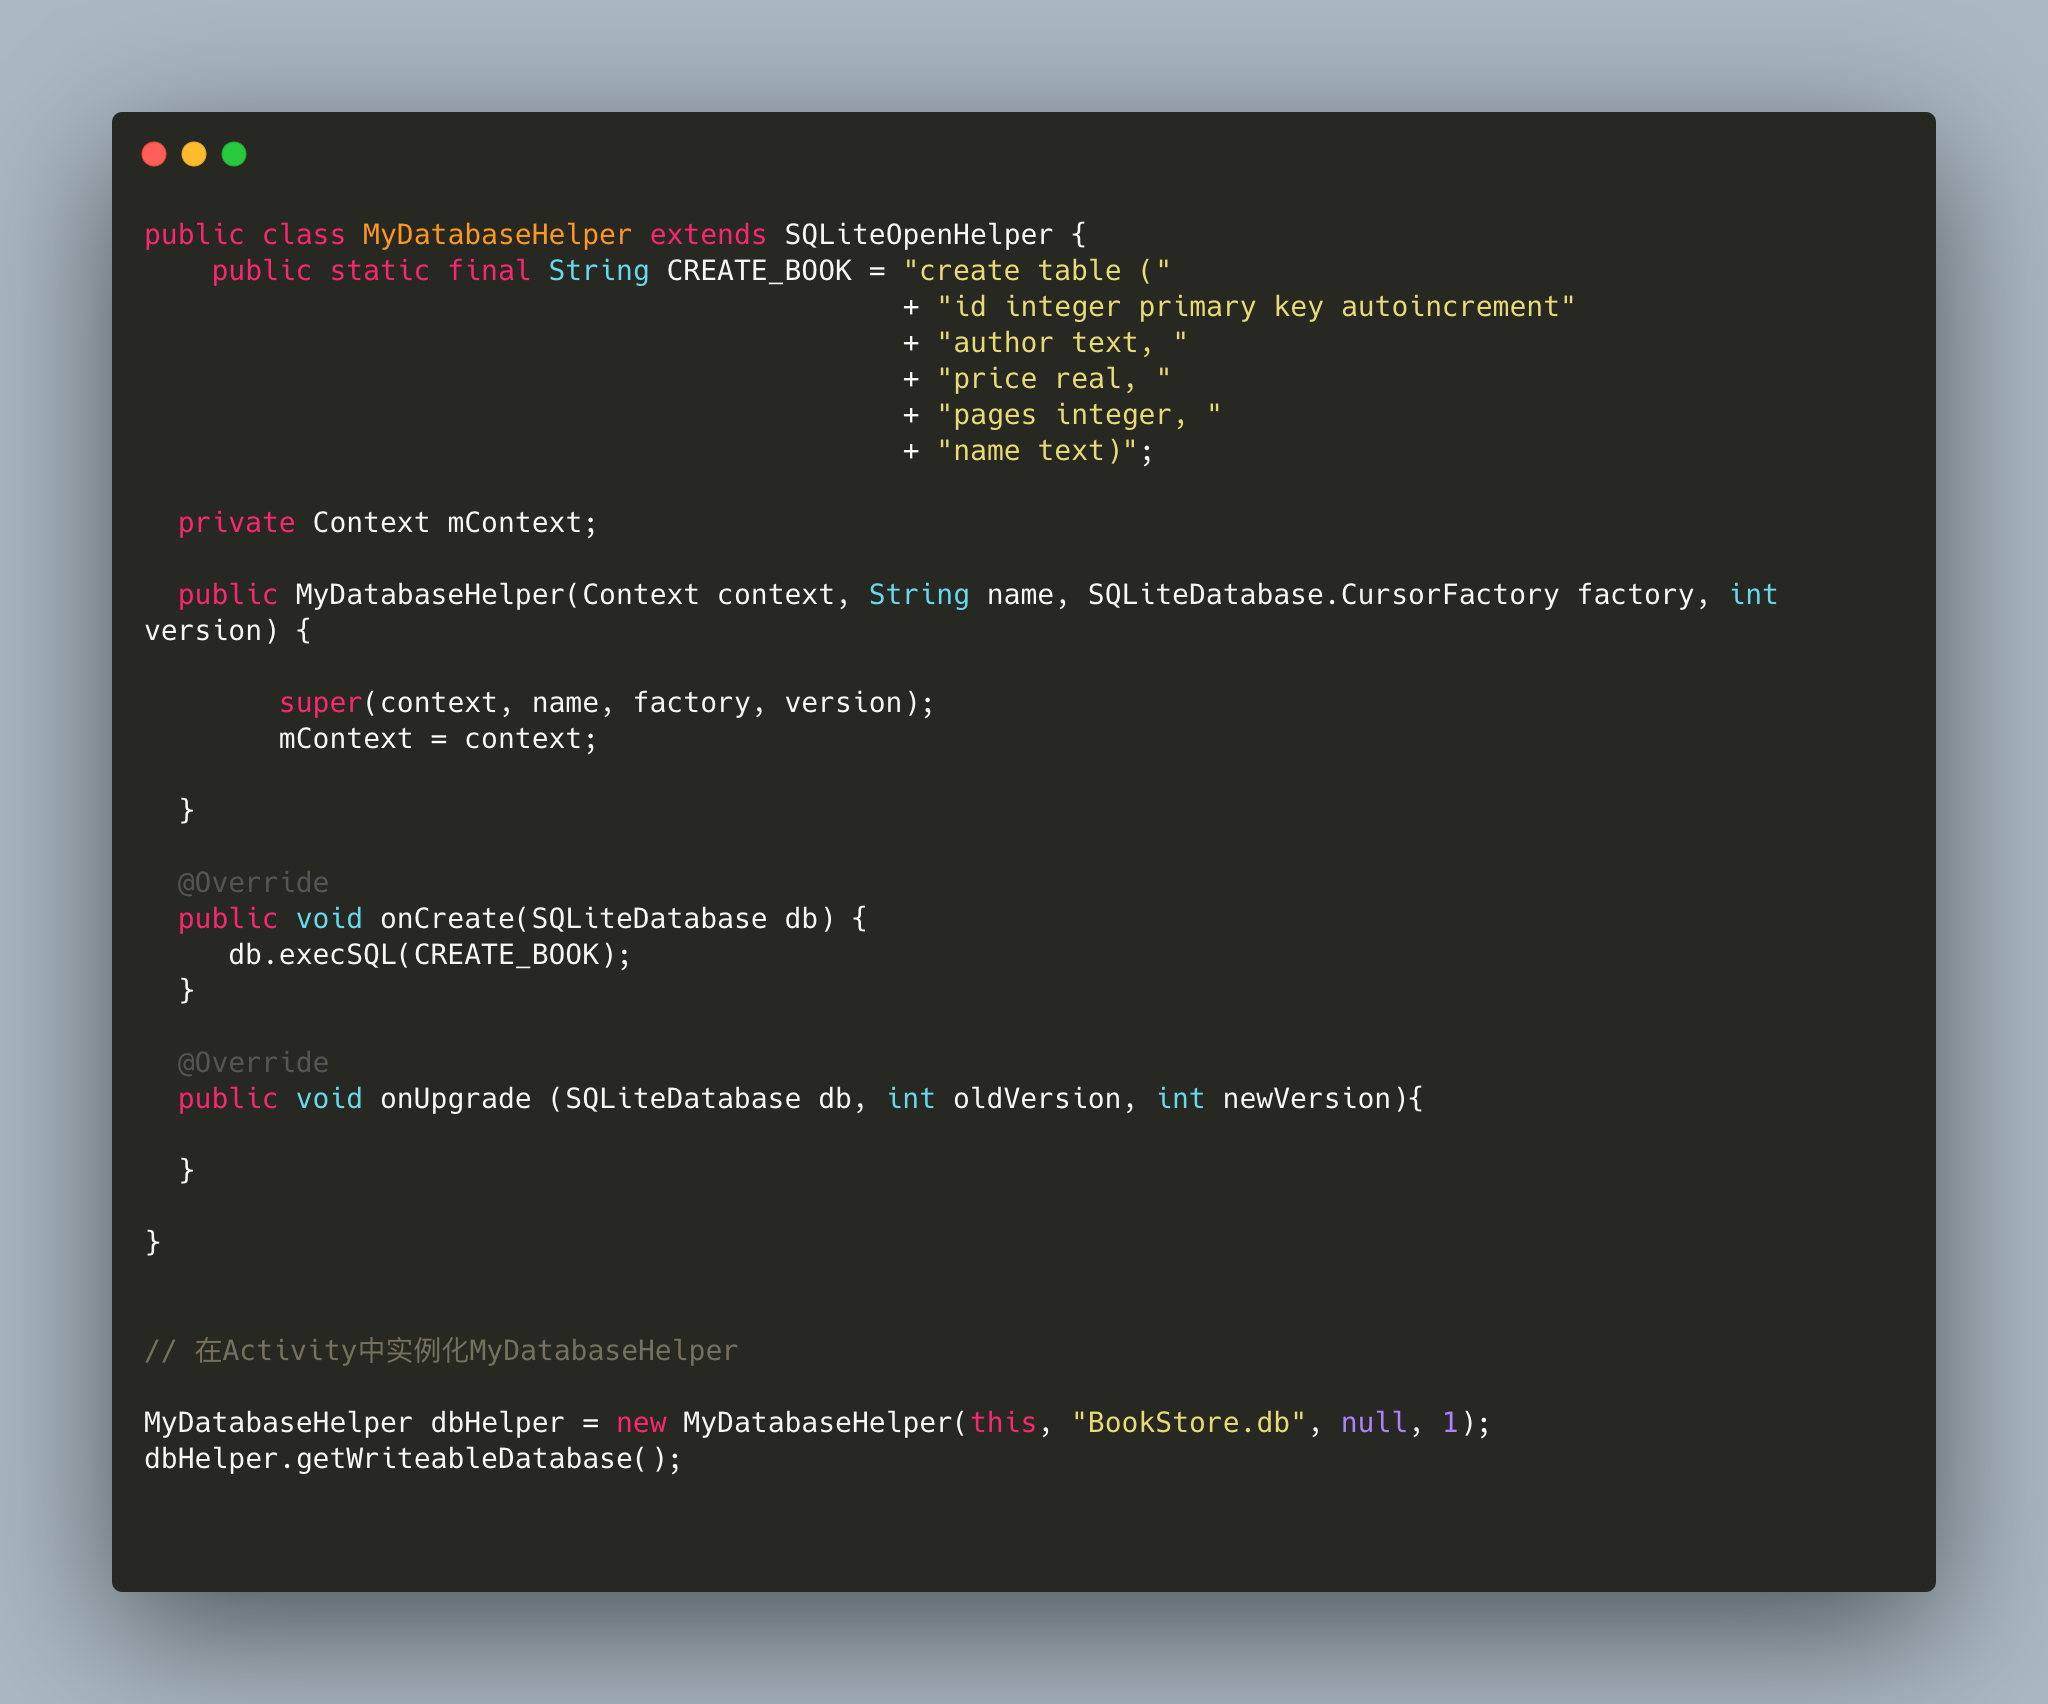 public class MyDatabaseHelper extends SQLiteOpenHelper {
public static final String CREATE_BOOK = "create table ("
+ "id integer primary key autoincrement"
+ "author text, "
+ "price real, "
+ "pages integer, "
+ "name text)";
private Context mContext;
public MyDatabaseHelper(Context context, String name, SQLiteDatabase.CursorFactory factory, int
version) {
super(context, name, factory, version);
mContext = context;
}
@Override
public void onCreate(SQLiteDatabase db) {
db.execSQL(CREATE_BOOK);
}
@Override
public void onUpgrade (SQLiteDatabase db, int oldVersion, int newVersion){
}
}
// 在Activity中实例化MyDatabaseHelper
MyDatabaseHelper dbHelper = new MyDatabaseHelper(this, "BookStore.db", null, 1);
dbHelper.getWriteableDatabase();